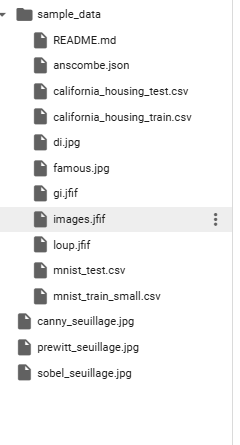 sample_data
README.md
anscombe.json
california_housing_test.csv
california_housing_train.csv
di.jpg
famous.jpg
gi.jfif
images.jfif
loup.jfif
mnist_test.csv
mnist_train_small.csv
canny_seuillage.jpg
prewitt_seuillage.jpg
sobel_seuillage.jpg